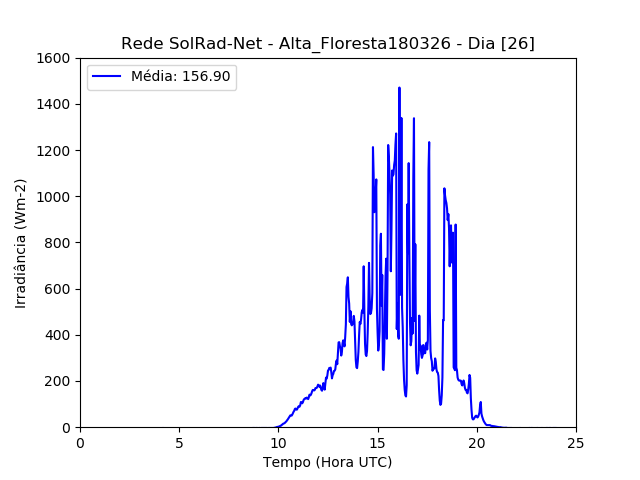 Rede SolRad-Net - Alta_Floresta180326 - Dia [26]
Média: 156.90
1600
1400
1200
1000
800
600
400
200
0
Irradiância (Wm-2)
0 5 10 15 20 25
Tempo (Hora UTC)